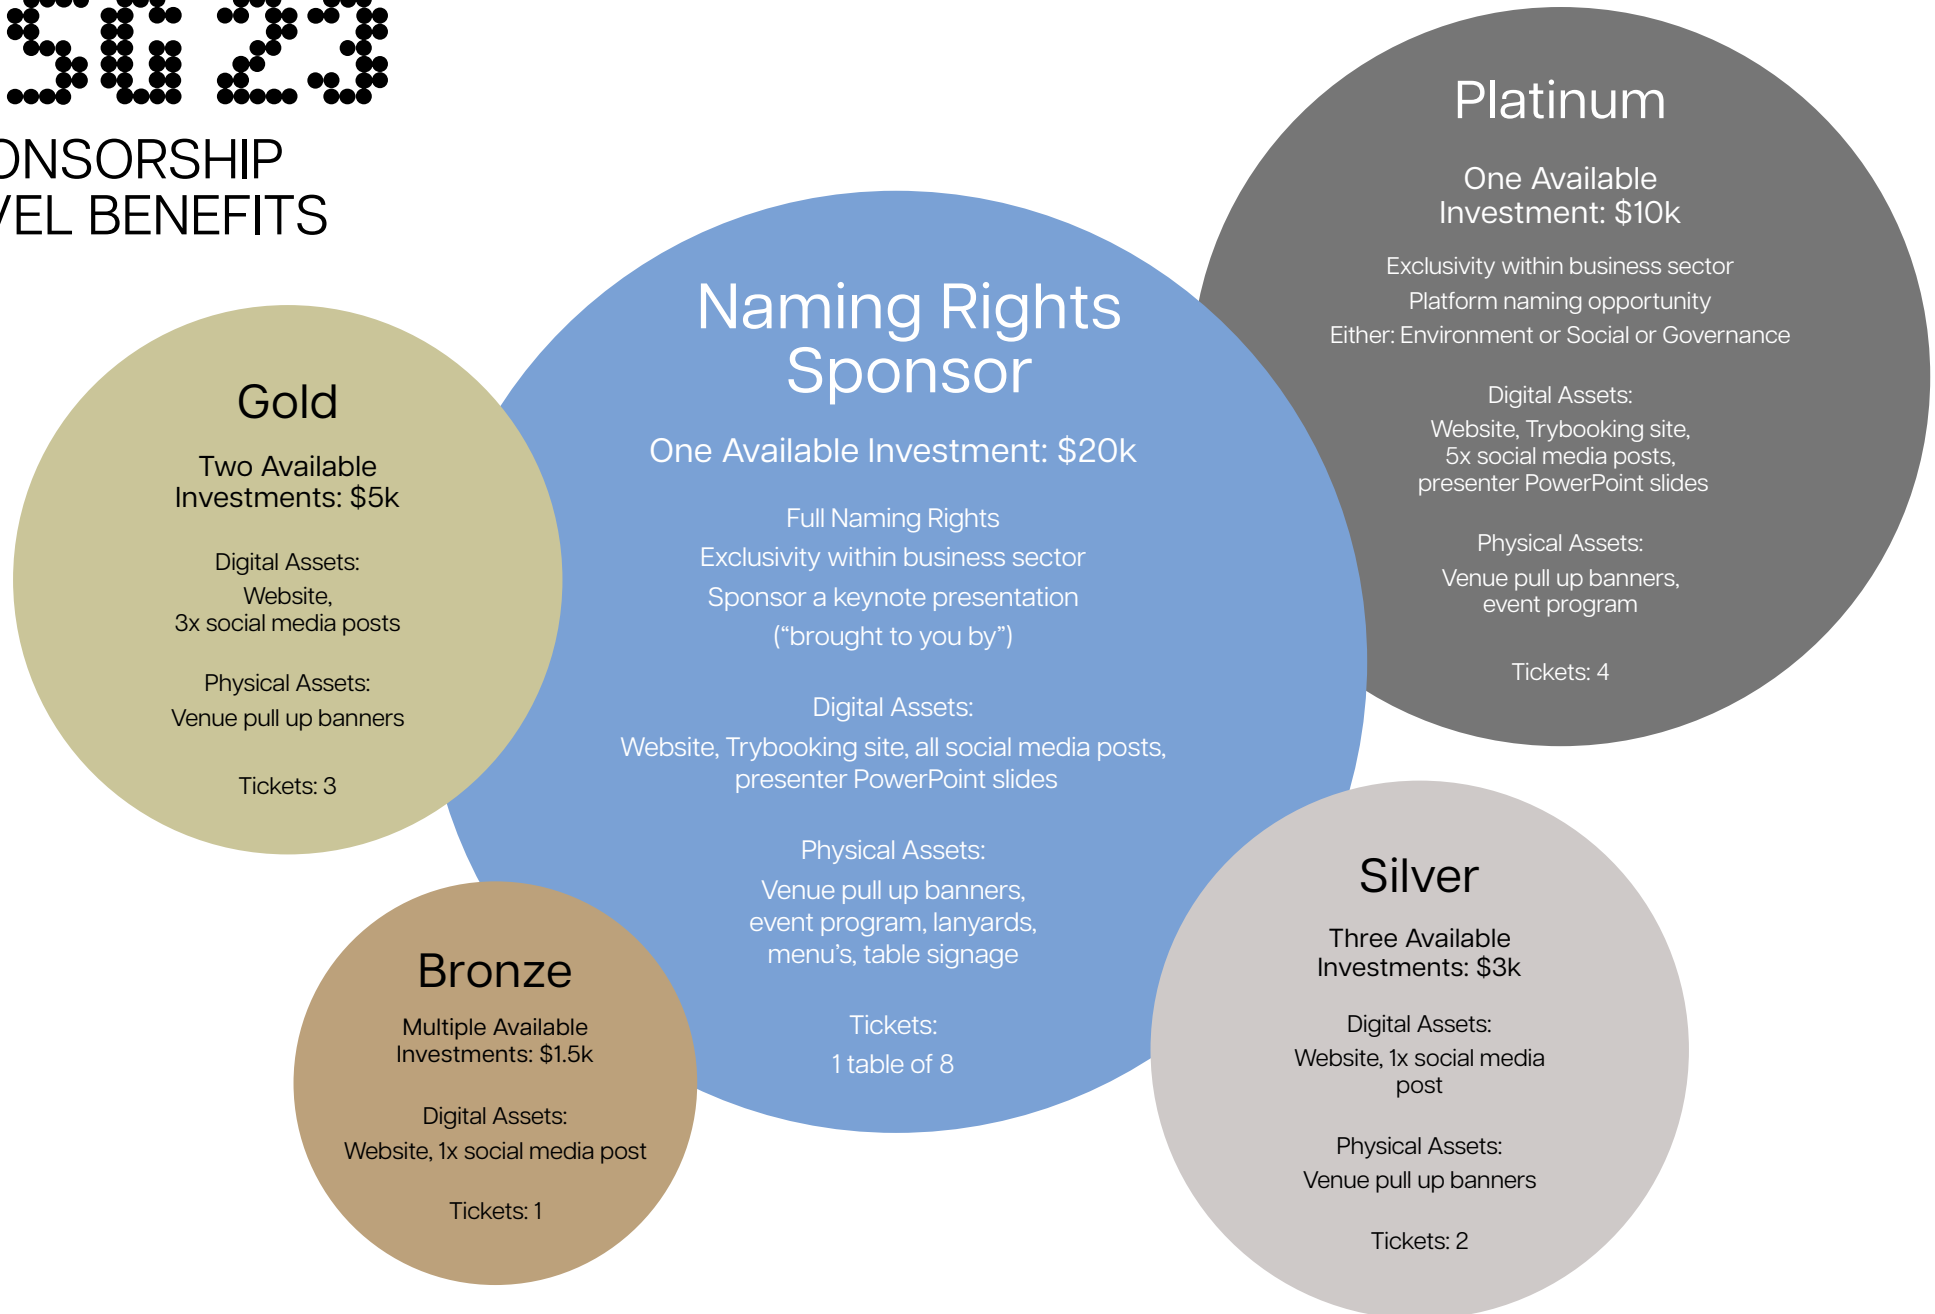 SG 23
ONSORSHIP
VEL BENEFITS
Platinum
One Available
Investment: $10k
Exclusivity within business sector
Platform naming opportunity
Either: Environment or Social or Governance
Digital Assets:
Website, Trybooking site,
5x social media posts,
presenter PowerPoint slides
Physical Assets:
Venue pull up banners,
event program
Tickets: 4
Naming Rights
Sponsor
One Available Investment: $20k
Full Naming Rights
Exclusivity within business sector
Sponsor a keynote presentation
(“brought to you by”)
Digital Assets:
Website, Trybooking site, all social media posts,
presenter PowerPoint slides
Physical Assets:
Venue pull up banners,
event program, lanyards,
menu’s, table signage
Tickets:
1 table of 8
Gold
Two Available
Investments: $5k
Digital Assets:
Website,
3x social media posts
Physical Assets:
Venue pull up banners
Tickets: 3
Bronze
Multiple Available
Investments: $1.5k
Digital Assets:
Website, 1x social media post
Tickets: 1
Silver
Three Available
Investments: $3k
Digital Assets:
Website, 1x social media
post
Physical Assets:
Venue pull up banners
Tickets: 2